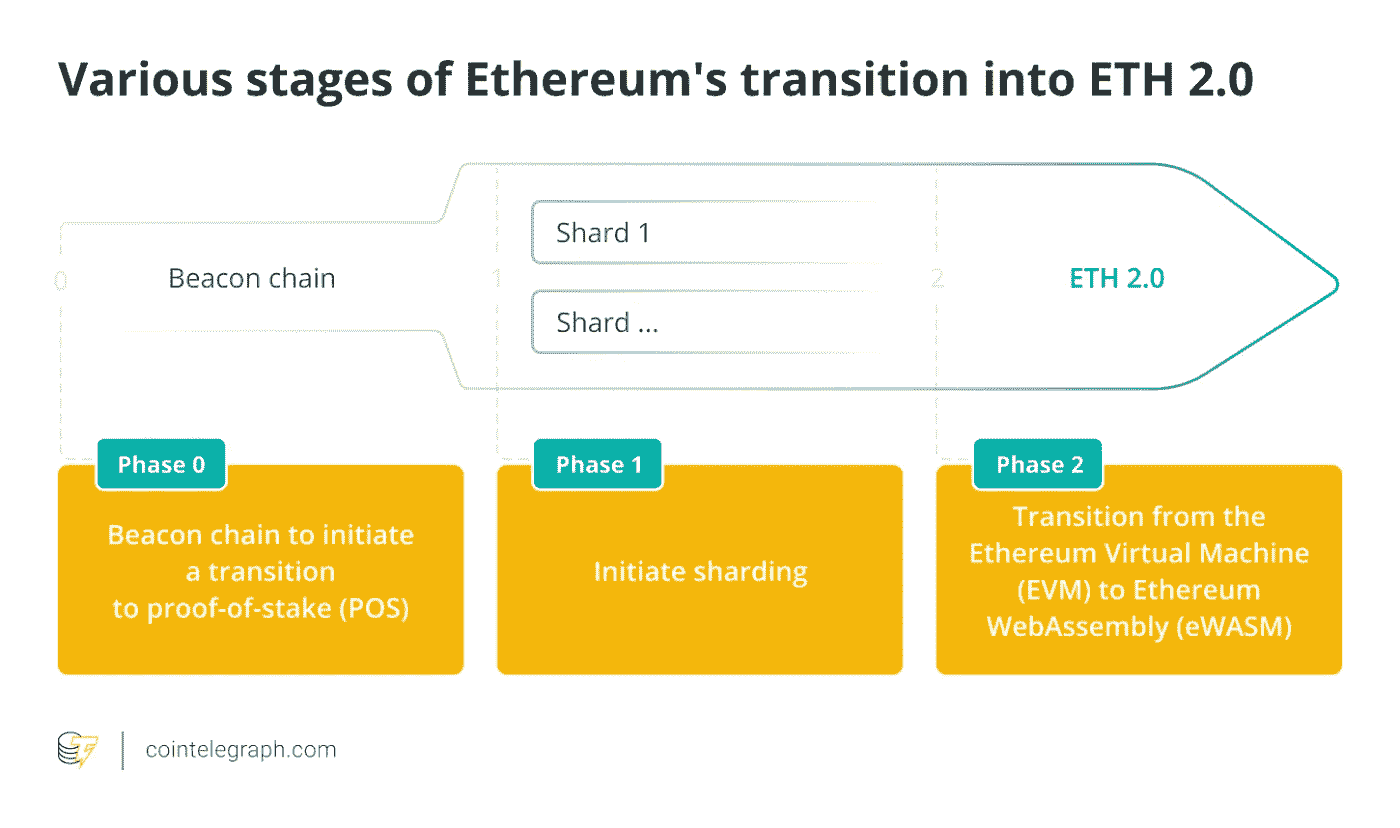 Various stages of Ethereum's transition into ETH 2.0
0
Beacon chain
1
Shard 1
Shard ...
2
ETH 2.0
Phase 0
Beacon chain to initiate
a transition
to proof-of-stake (POS)
Phase 1
Initiate sharding
Phase 2
Transition from the
Ethereum Virtual Machine
(EVM) to Ethereum
WebAssembly (eWASM)
cointelegraph.com